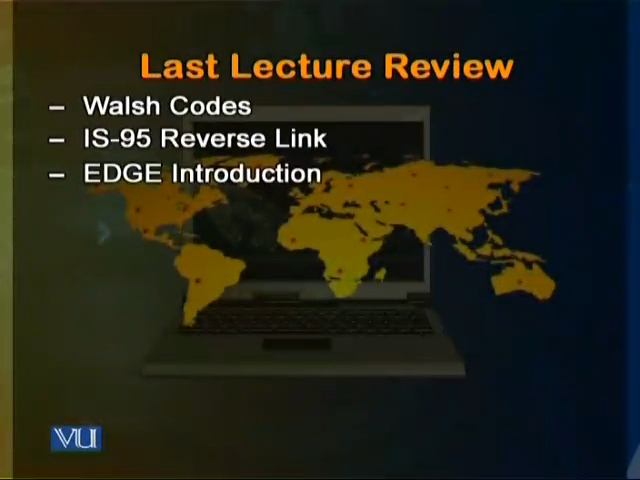 Last Lecture Review
– Walsh Codes
– IS-95 Reverse Link
– EDGE Introduction
VU